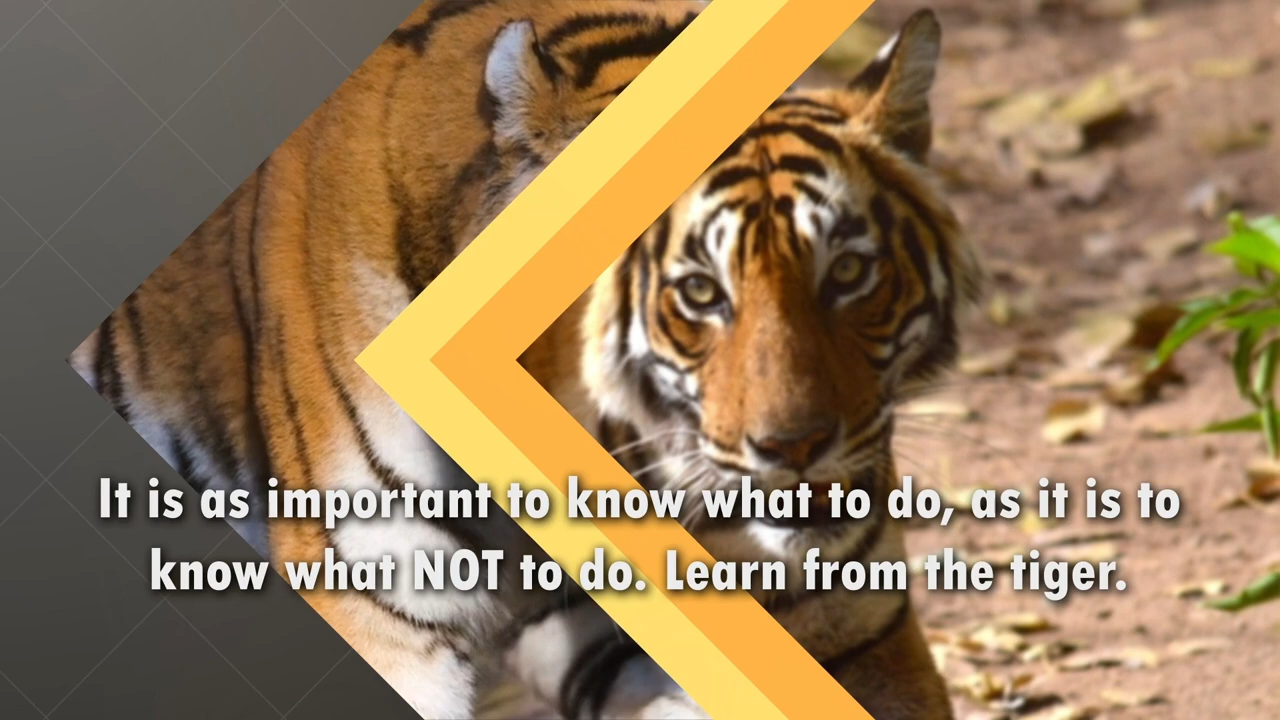 It is as important to know what to do, as it is to
know what NOT to do. Learn from the tiger.